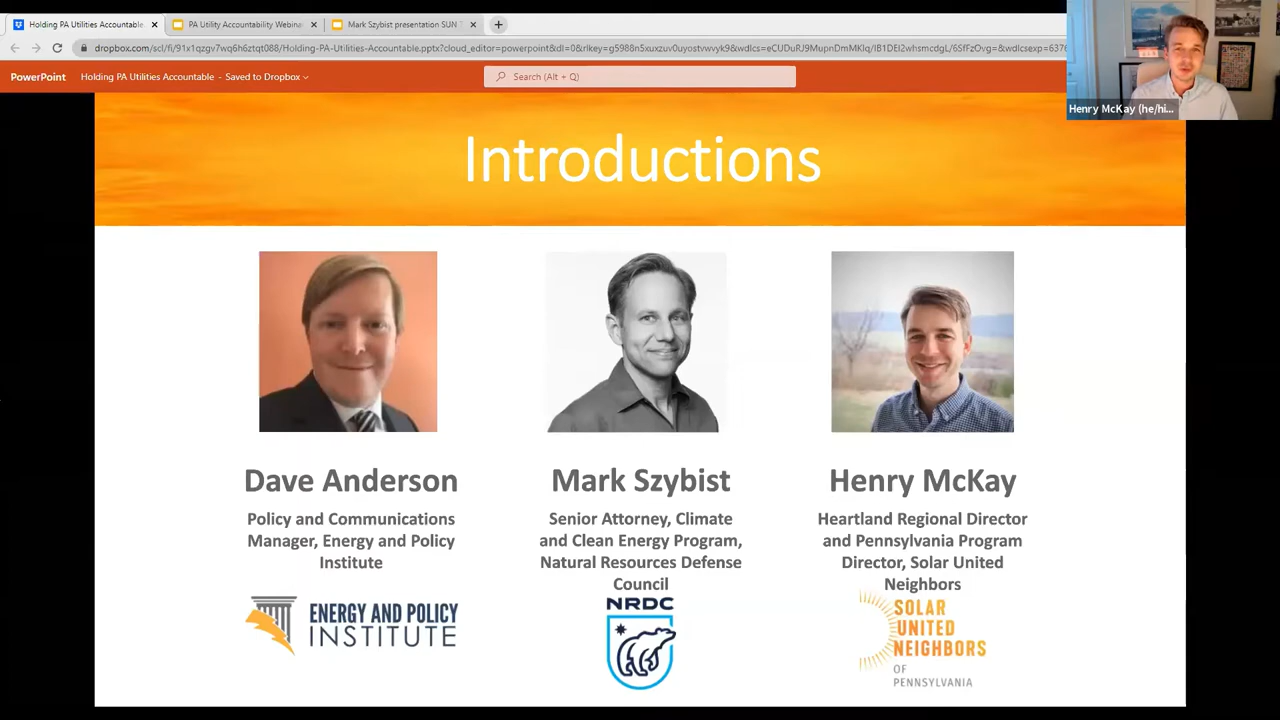 Holding PA Utilities Accountable.
PA Utility Accountability Webina
Mark Szybist presentation SUN
PowerPoint
Holding PA Utilities Accountable - Saved to Dropbox
Search (Alt + Q)
Henry McKay (he/hi...
Introductions
Dave Anderson
Policy and Communications
Manager, Energy and Policy
Institute
ENERGY AND POLICY
INSTITUTE
Mark Szybist
Senior Attorney, Climate
and Clean Energy Program,
Natural Resources Defense
Council
NRDC
Henry McKay
Heartland Regional Director
and Pennsylvania Program
Director, Solar United
Neighbors
SOLAR
UNITED
NEIGHBORS
OF
PENNSYLVANIA